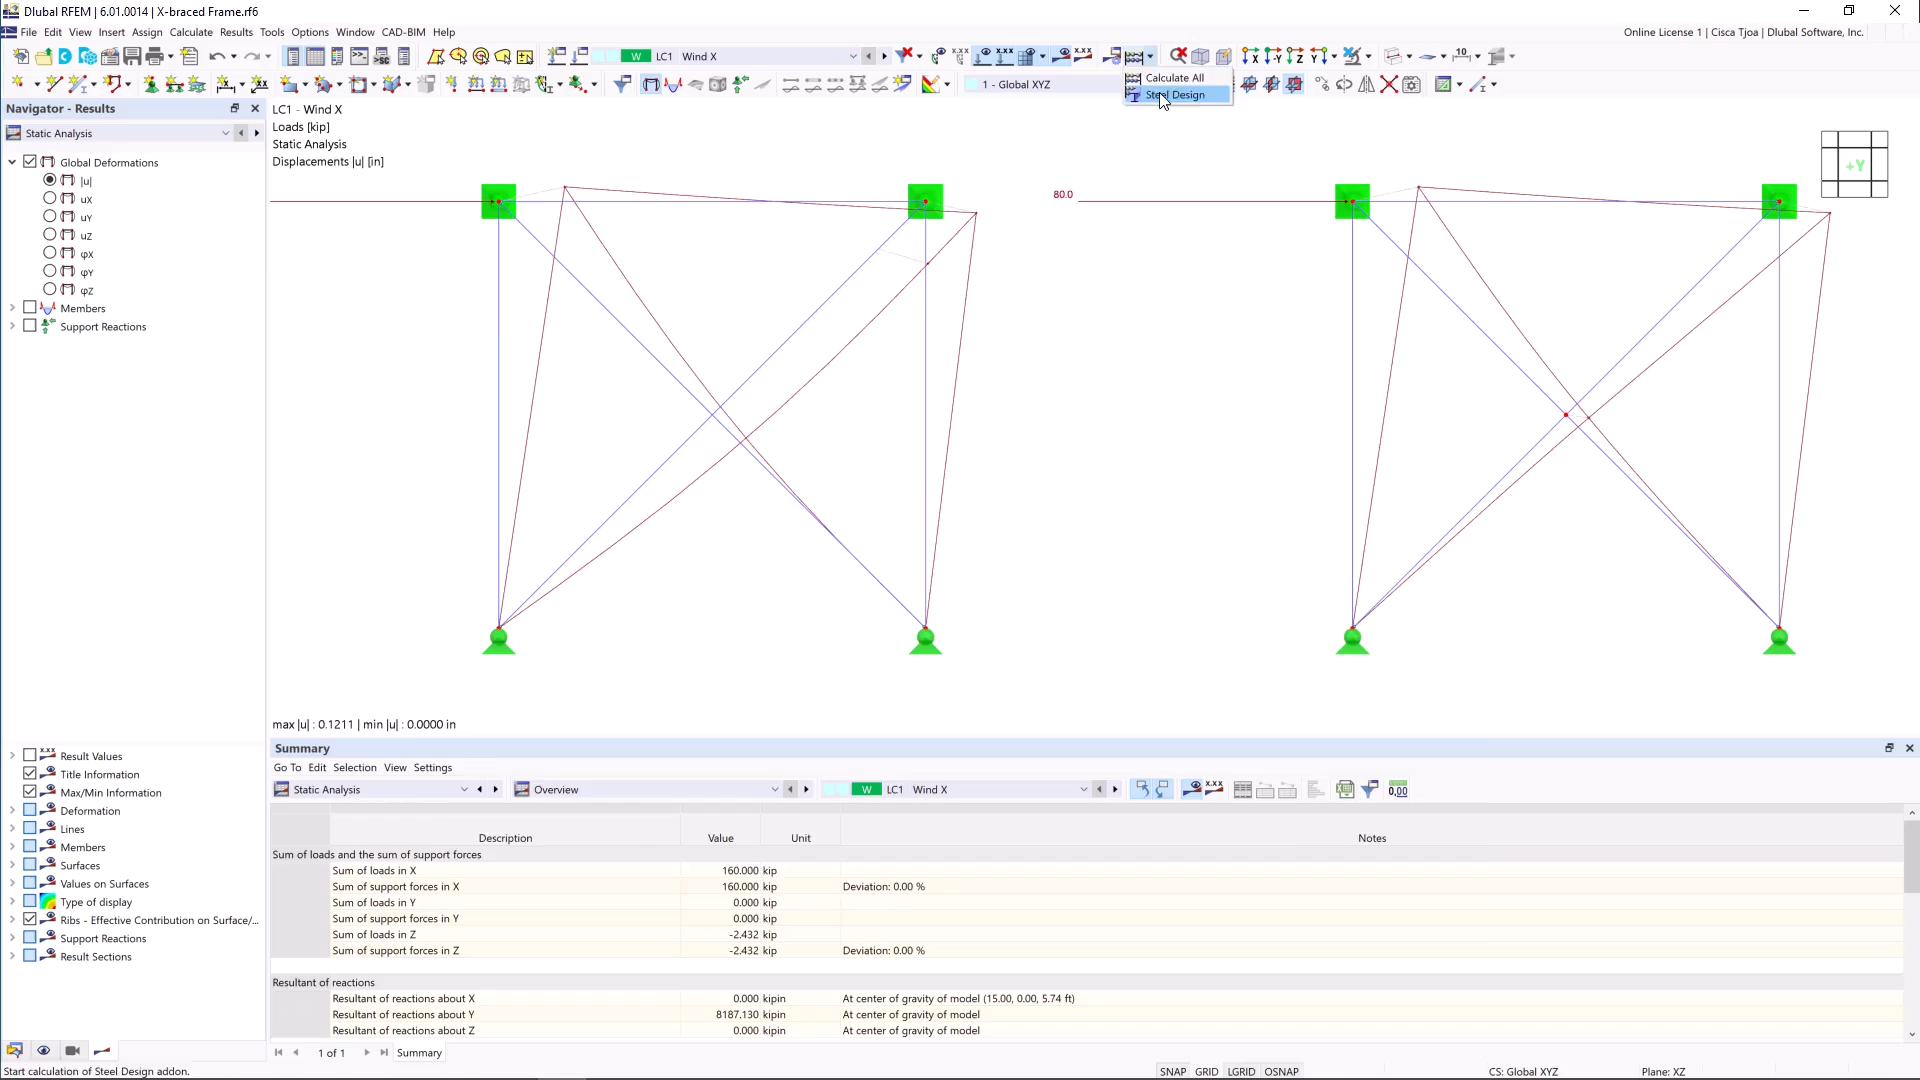 Dlubal RFEM | 6.01.0014 | X-braced Frame.rf6
File Edit View Insert Assign Calculate Results Tools Options Window CAD-BIM Help
Online License 1 | Cisca Tjoa | Dlubal Software, Inc.
W LC1 Wind X
1 - Global XYZ
Calculate All
Steel Design
Navigator - Results
Static Analysis
Global Deformations
|u|
uX
uY
uZ
φX
φY
φZ
Members
Support Reactions
LC1 - Wind X
Loads [kip]
Static Analysis
Displacements |u| [in]
80.0
+Y
max |u| : 0.1211 | min |u| : 0.0000 in
Result Values
Title Information
Max/Min Information
Deformation
Lines
Members
Surfaces
Values on Surfaces
Type of display
Ribs - Effective Contribution on Surface/...
Support Reactions
Result Sections
Summary
Go To Edit Selection View Settings
Static Analysis Overview W LC1 Wind X
Description Value Unit Notes
Sum of loads and the sum of support forces
Sum of loads in X 160.000 kip
Sum of support forces in X 160.000 kip Deviation: 0.00 %
Sum of loads in Y 0.000 kip
Sum of support forces in Y 0.000 kip
Sum of loads in Z -2.432 kip
Sum of support forces in Z -2.432 kip Deviation: 0.00 %
Resultant of reactions
Resultant of reactions about X 0.000 kipin At center of gravity of model (15.00, 0.00, 5.74 ft)
Resultant of reactions about Y 8187.130 kipin At center of gravity of model
Resultant of reactions about Z 0.000 kipin At center of gravity of model
1 of 1 Summary
Start calculation of Steel Design addon.
SNAP GRID LGRID OSNAP CS: Global XYZ Plane: XZ